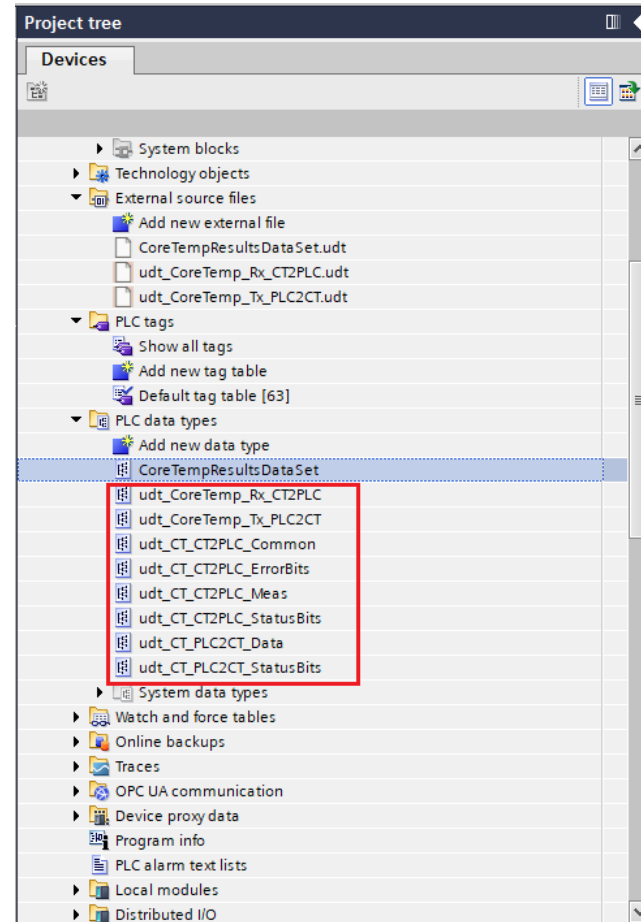 Project tree
Devices
System blocks
Technology objects
External source files
Add new external file
CoreTempResultsDataSet.udt
udt_CoreTemp_Rx_CT2PLC.udt
udt_CoreTemp_Tx_PLC2CT.udt
PLC tags
Show all tags
Add new tag table
Default tag table [63]
PLC data types
Add new data type
CoreTempResultsDataSet
udt_CoreTemp_Rx_CT2PLC
udt_CoreTemp_Tx_PLC2CT
udt_CT_CT2PLC_Common
udt_CT_CT2PLC_ErrorBits
udt_CT_CT2PLC_Meas
udt_CT_CT2PLC_StatusBits
udt_CT_PLC2CT_Data
udt_CT_PLC2CT_StatusBits
System data types
Watch and force tables
Online backups
Traces
OPC UA communication
Device proxy data
Program info
PLC alarm text lists
Local modules
Distributed I/O